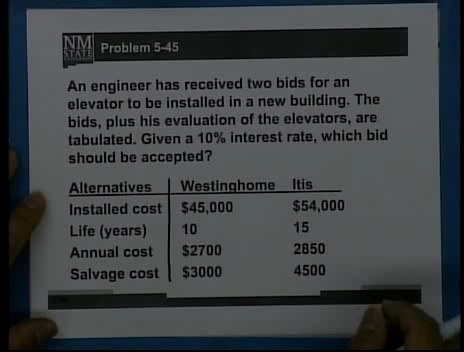 NM
STATE
Problem 5-45
An engineer has received two bids for an
elevator to be installed in a new building. The
bids, plus his evaluation of the elevators, are
tabulated. Given a 10% interest rate, which bid
should be accepted?
Alternatives Westinghome Itis
Installed cost $45,000 $54,000
Life (years) 10 15
Annual cost $2700 2850
Salvage cost $3000 4500